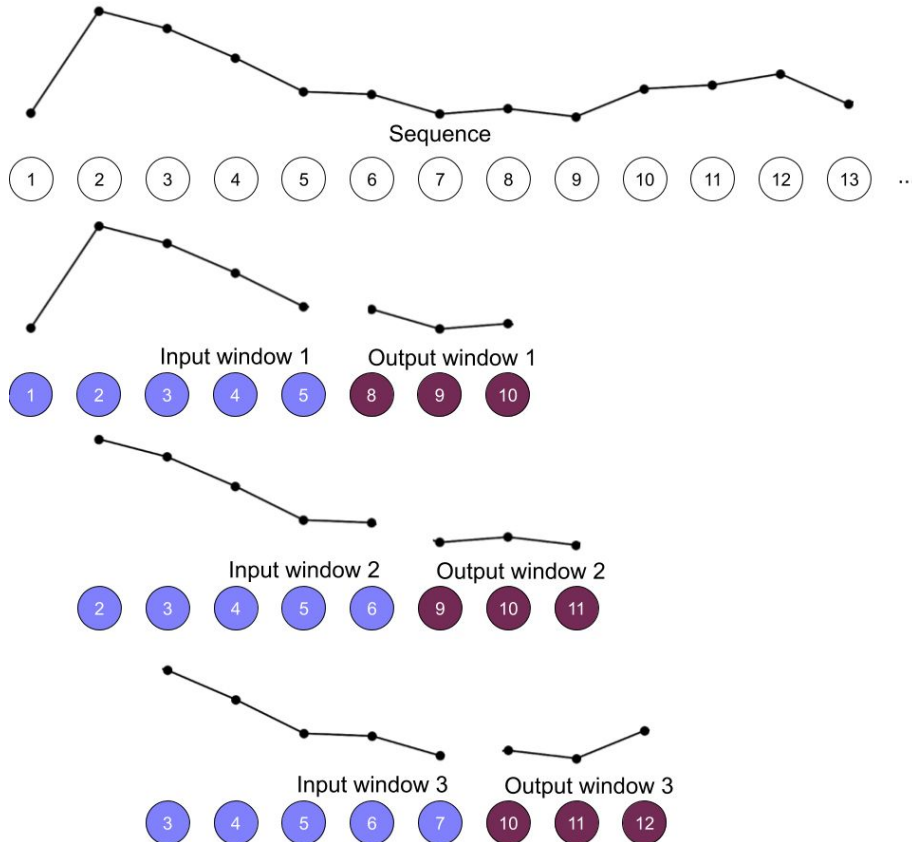 Sequence
1 2 3 4 5 6 7 8 9 10 11 12 13 ..
Input window 1 Output window 1
1 2 3 4 5 8 9 10
Input window 2 Output window 2
2 3 4 5 6 9 10 11
Input window 3 Output window 3
3 4 5 6 7 10 11 12